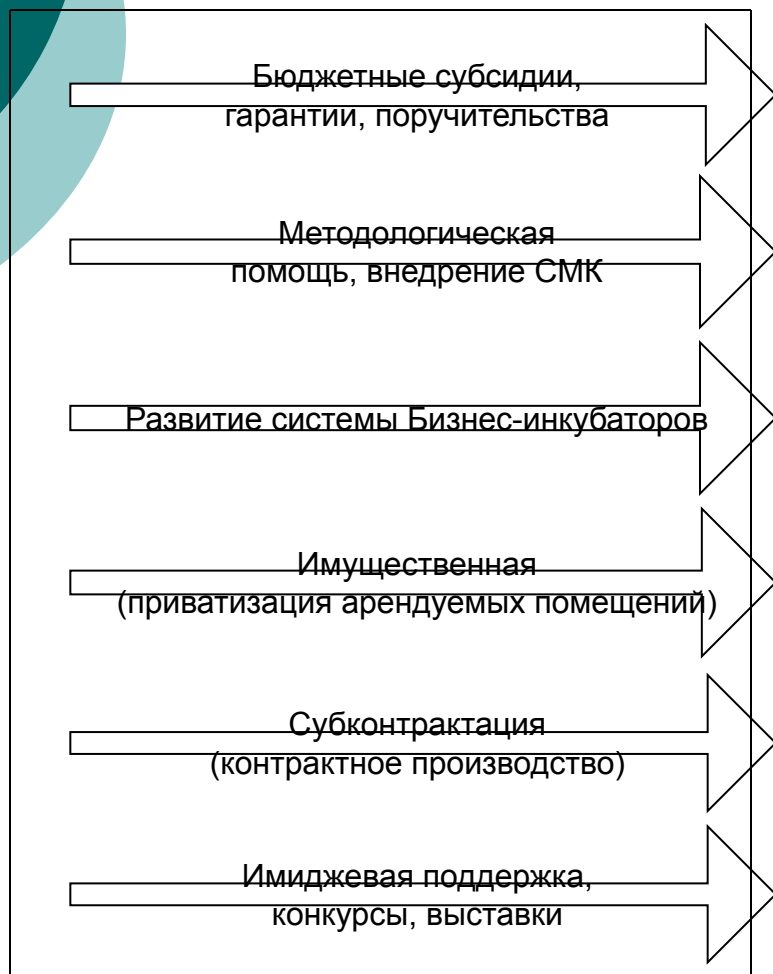 Бюджетные субсидии,
гарантии, поручительства
Методологическая
помощь, внедрение СМК
Развитие системы Бизнес-инкубаторов
Имущественная
(приватизация арендуемых помещений)
Субконтрактация
(контрактное производство)
Имиджевая поддержка,
конкурсы, выставки